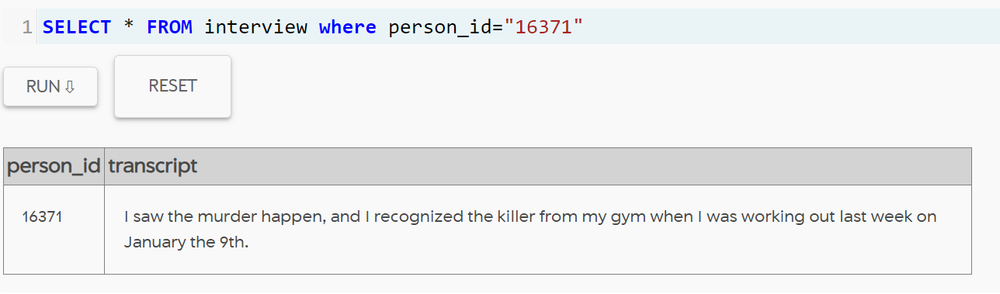 1 SELECT * FROM interview where person_id="16371"
RUN ⇩
RESET
person_id transcript
16371 I saw the murder happen, and I recognized the killer from my gym when I was working out last week on
January the 9th.